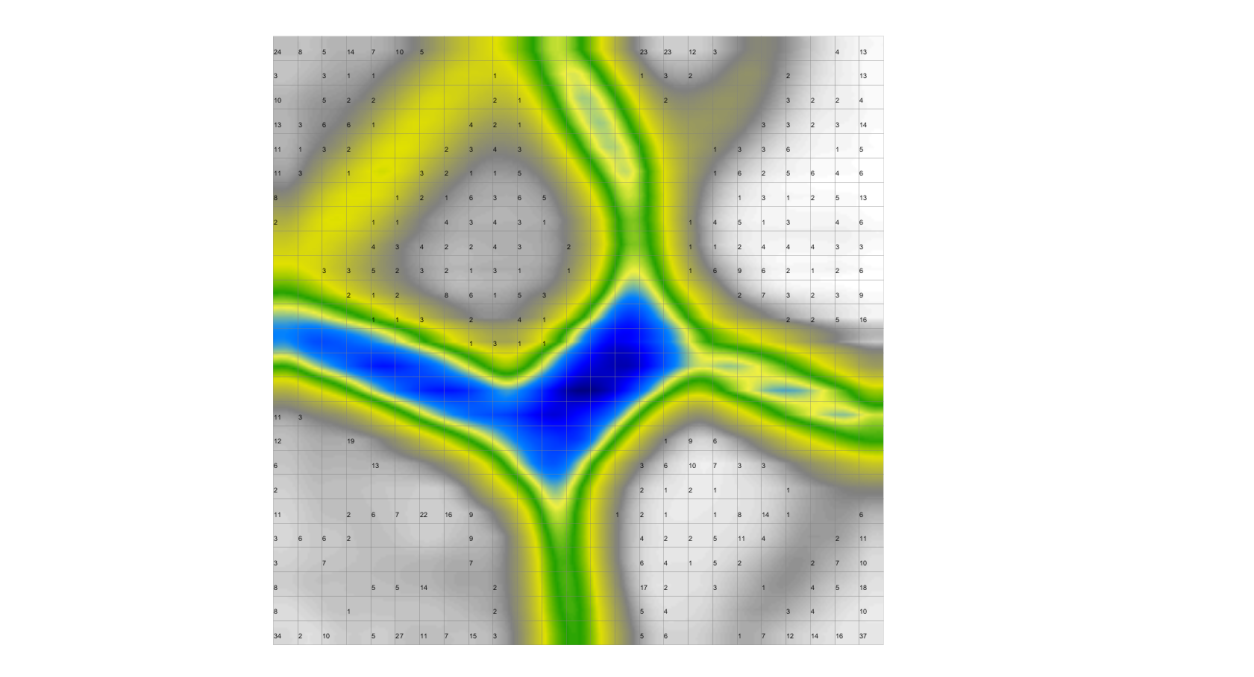 24 8 5 14 7 10 5 23 23 12 3 4 13
3 3 1 1 1 1 3 2 2 13
10 5 2 2 2 1 2 3 2 2 4
13 3 6 6 1 4 2 1 3 3 2 3 14
11 1 3 2 2 3 4 3 1 3 3 6 1 5
11 3 1 3 2 1 1 5 1 6 2 5 6 4 6
8 1 2 1 6 3 6 5 1 3 1 2 5 13
2 1 1 4 3 4 3 1 1 4 5 1 3 4 6
4 3 4 2 2 4 3 2 1 1 2 4 4 4 3 3
3 3 5 2 3 2 1 3 1 1 1 6 9 6 2 1 2 6
2 1 2 8 6 1 5 3 2 7 3 2 3 9
1 1 3 2 4 1 2 2 5 16
1 3 1 1
11 3
12 19 1 9 6
6 13 3 6 10 7 3 3
2 2 1 2 1 1
11 2 6 7 22 16 9 1 2 1 1 8 14 1 6
3 6 6 2 9 4 2 2 5 11 4 2 11
3 7 7 6 4 1 5 2 2 7 10
8 5 5 14 2 17 2 3 1 4 5 18
8 1 2 5 4 3 4 10
34 2 10 5 27 11 7 15 3 5 6 1 7 12 14 16 37